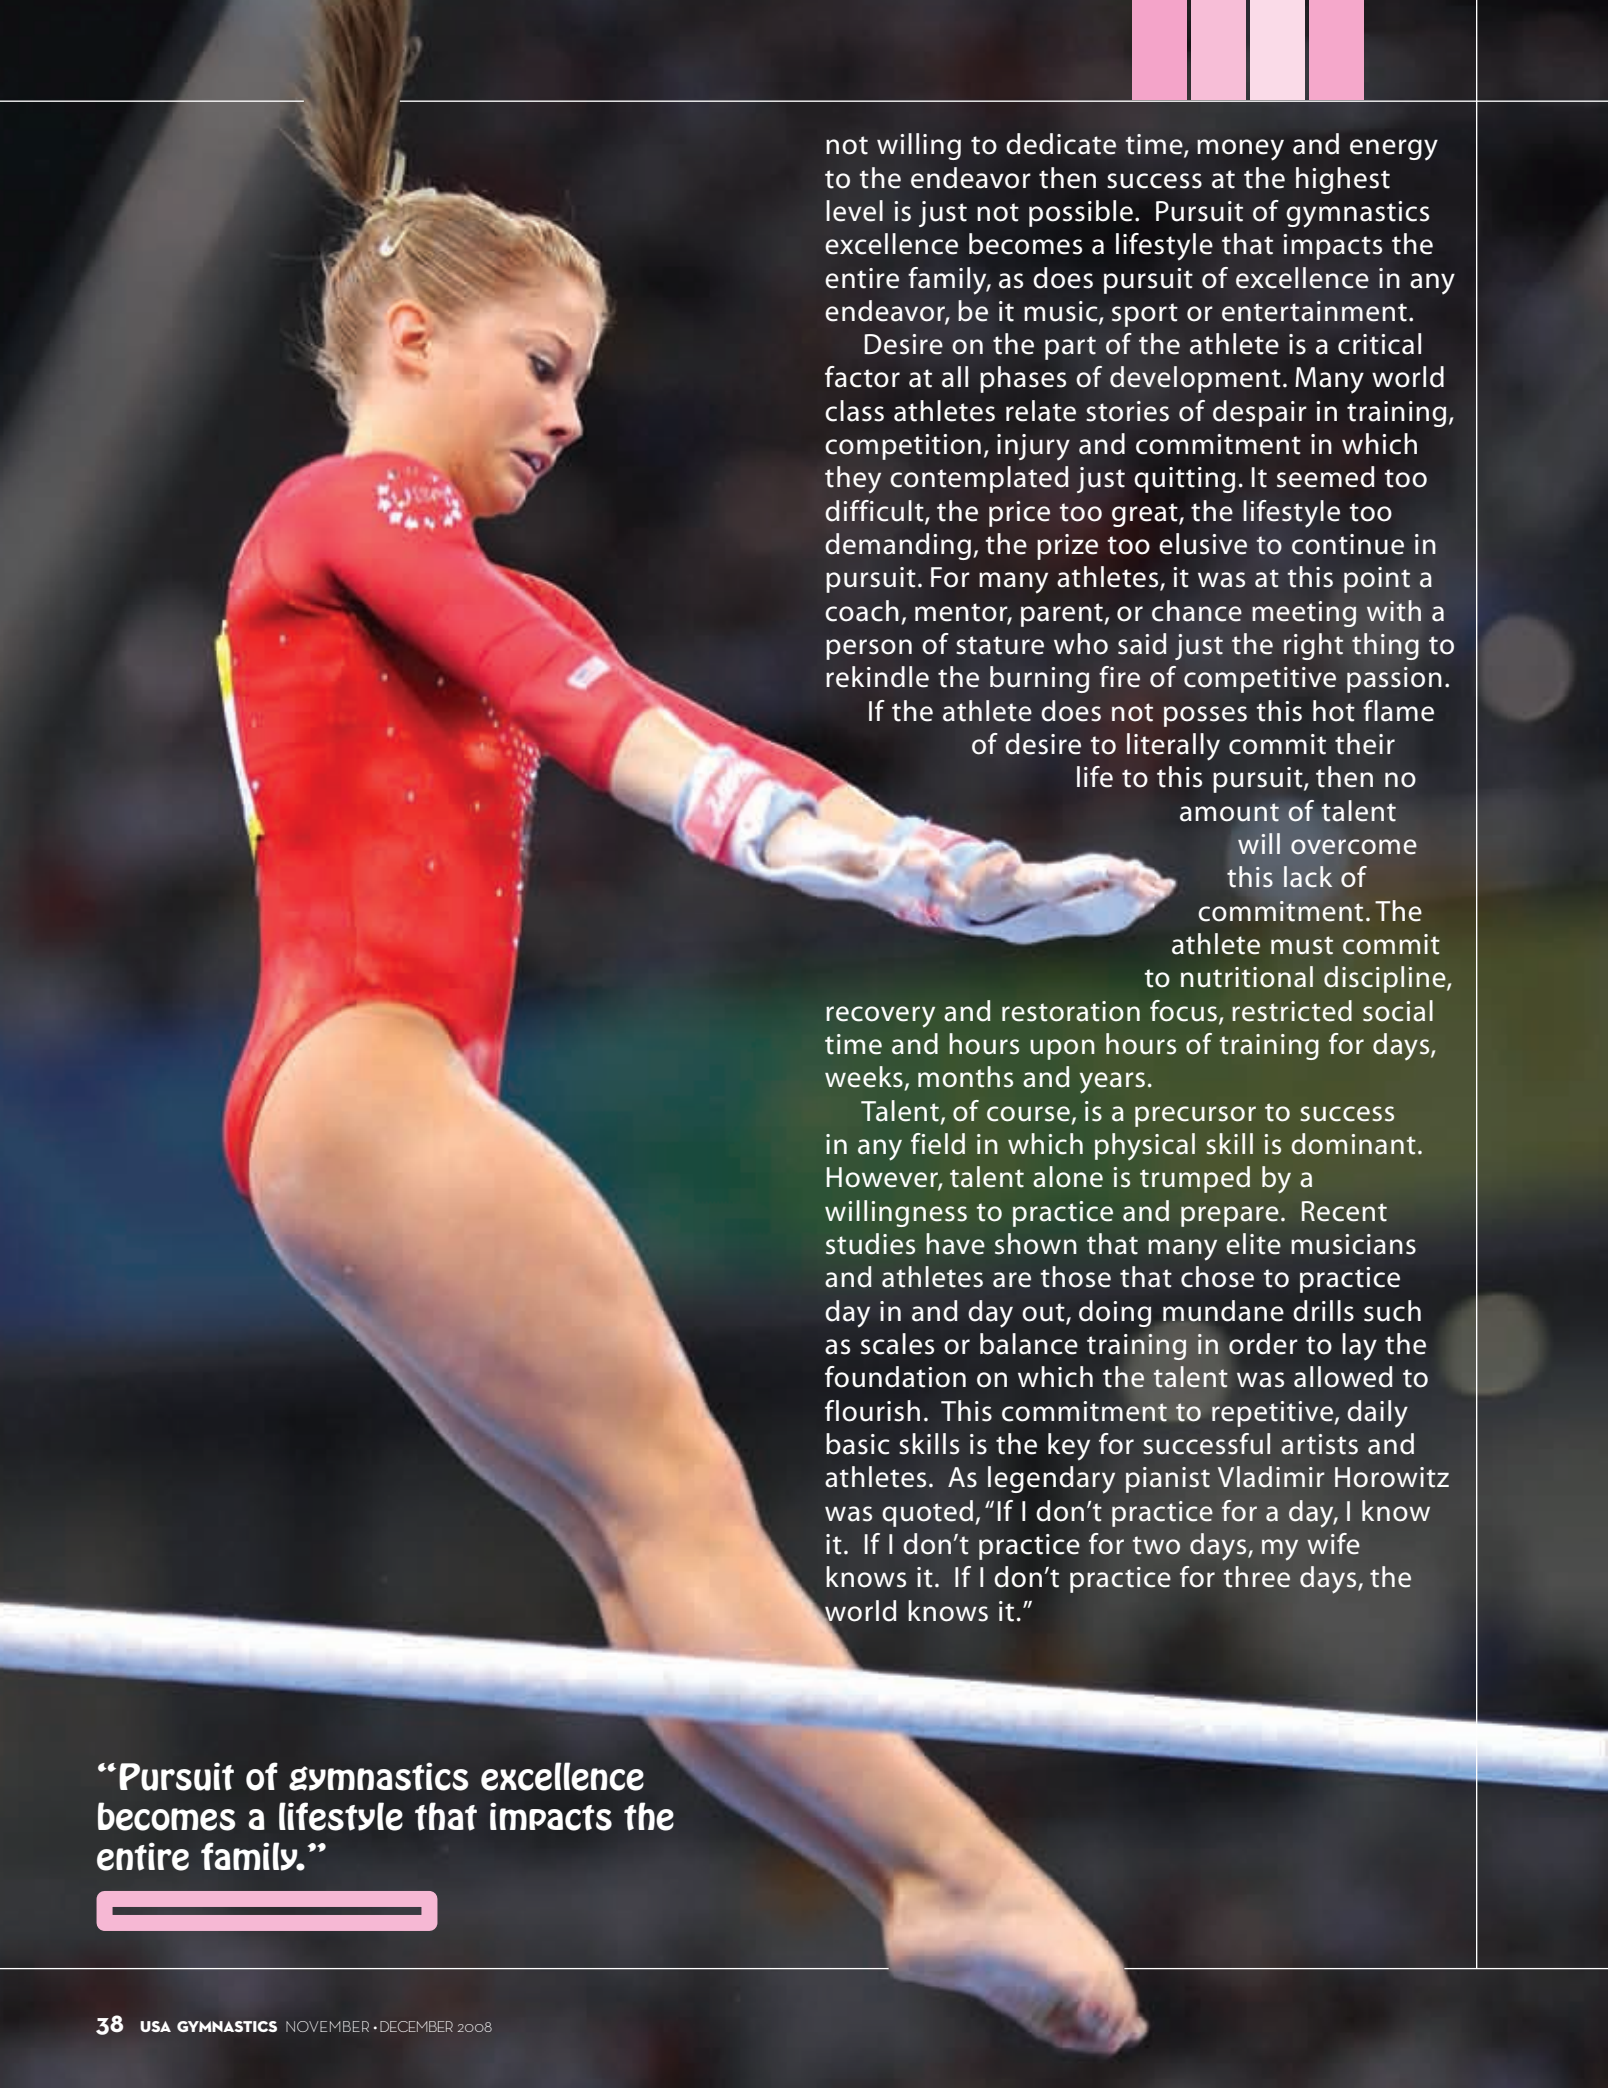 not willing to dedicate time, money and energy
to the endeavor then success at the highest
level is just not possible.  Pursuit of gymnastics
excellence becomes a lifestyle that impacts the
entire family, as does pursuit of excellence in any
endeavor, be it music, sport or entertainment.
Desire on the part of the athlete is a critical
factor at all phases of development. Many world
class athletes relate stories of despair in training,
competition, injury and commitment in which
they contemplated just quitting. It seemed too
difficult, the price too great, the lifestyle too
demanding, the prize too elusive to continue in
pursuit. For many athletes, it was at this point a
coach, mentor, parent, or chance meeting with a
person of stature who said just the right thing to
rekindle the burning fire of competitive passion.
If the athlete does not posses this hot flame
of desire to literally commit their
life to this pursuit, then no
amount of talent
will overcome
this lack of
commitment. The
athlete must commit
to nutritional discipline,
recovery and restoration focus, restricted social
time and hours upon hours of training for days,
weeks, months and years.
Talent, of course, is a precursor to success
in any field in which physical skill is dominant.
However, talent alone is trumped by a
willingness to practice and prepare.  Recent
studies have shown that many elite musicians
and athletes are those that chose to practice
day in and day out, doing mundane drills such
as scales or balance training in order to lay the
foundation on which the talent was allowed to
flourish.  This commitment to repetitive, daily
basic skills is the key for successful artists and
athletes.  As legendary pianist Vladimir Horowitz
was quoted, “If I don’t practice for a day, I know
it.  If I don’t practice for two days, my wife
knows it.  If I don’t practice for three days, the
world knows it.”
“Pursuit of gymnastics excellence
becomes a lifestyle that impacts the
entire family.”
38 USA GYMNASTICS NOVEMBER • DECEMBER 2008